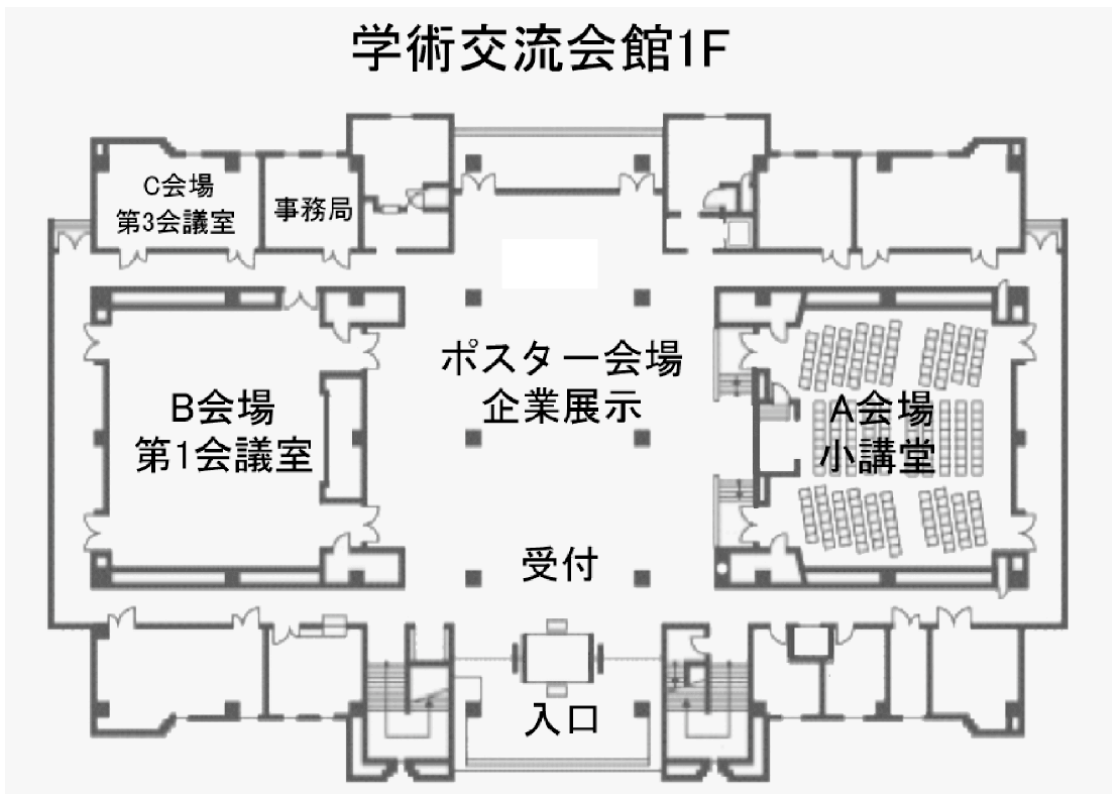 学術交流会館1F
C会場
第3会議室
事務局
ポスター会場
企業展示
B会場
第1会議室
A会場
小講堂
受付
入口